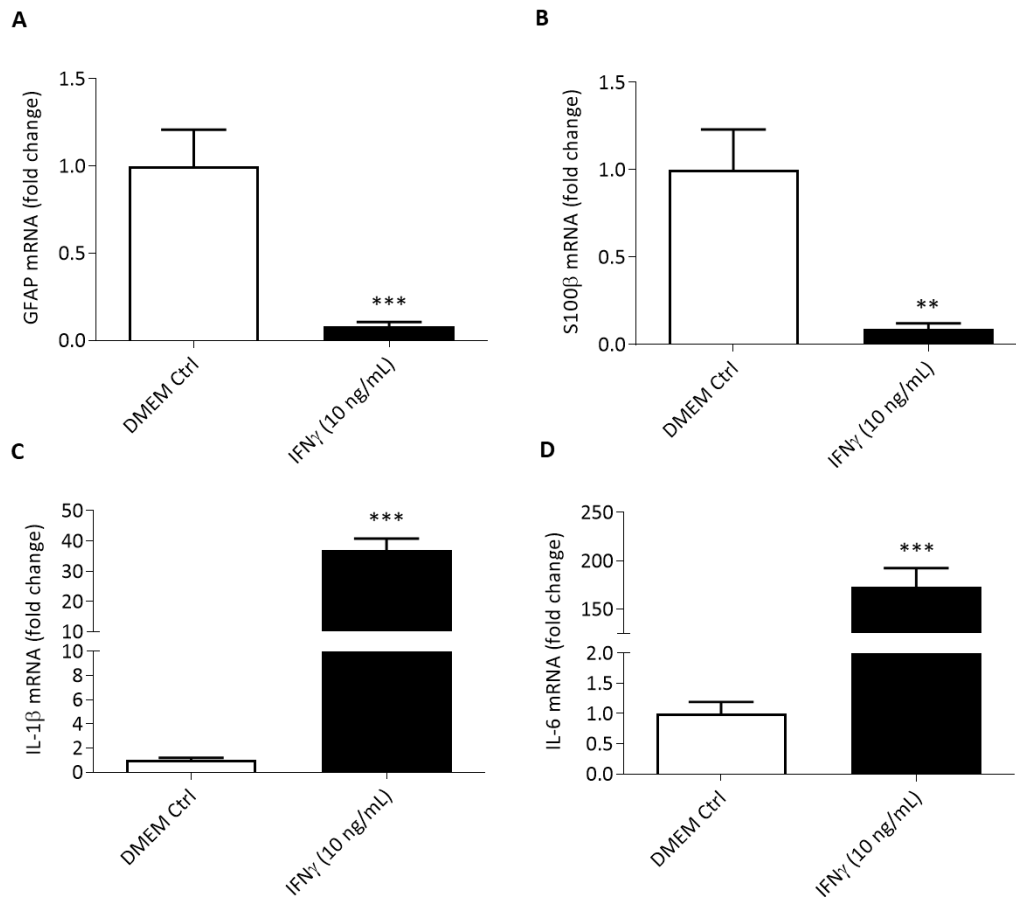 A
GFAP mRNA (fold change)
1.5
1.0
0.5
0.0
***
DMEM Ctrl
IFNγ (10 ng/mL)
B
S100β mRNA (fold change)
1.5
1.0
0.5
0.0
**
DMEM Ctrl
IFNγ (10 ng/mL)
C
IL-1β mRNA (fold change)
50
40
30
20
10
10
8
6
4
2
0
***
DMEM Ctrl
IFNγ (10 ng/mL)
D
IL-6 mRNA (fold change)
250
200
150
2.0
1.5
1.0
0.5
0.0
***
DMEM Ctrl
IFNγ (10 ng/mL)